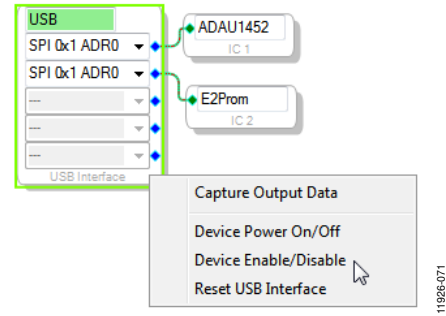 USB
SPI 0x1 ADR0
SPI 0x1 ADR0
---
---
---
USB Interface
ADAU1452
IC 1
E2Prom
IC 2
Capture Output Data
Device Power On/Off
Device Enable/Disable
Reset USB Interface
11926-071